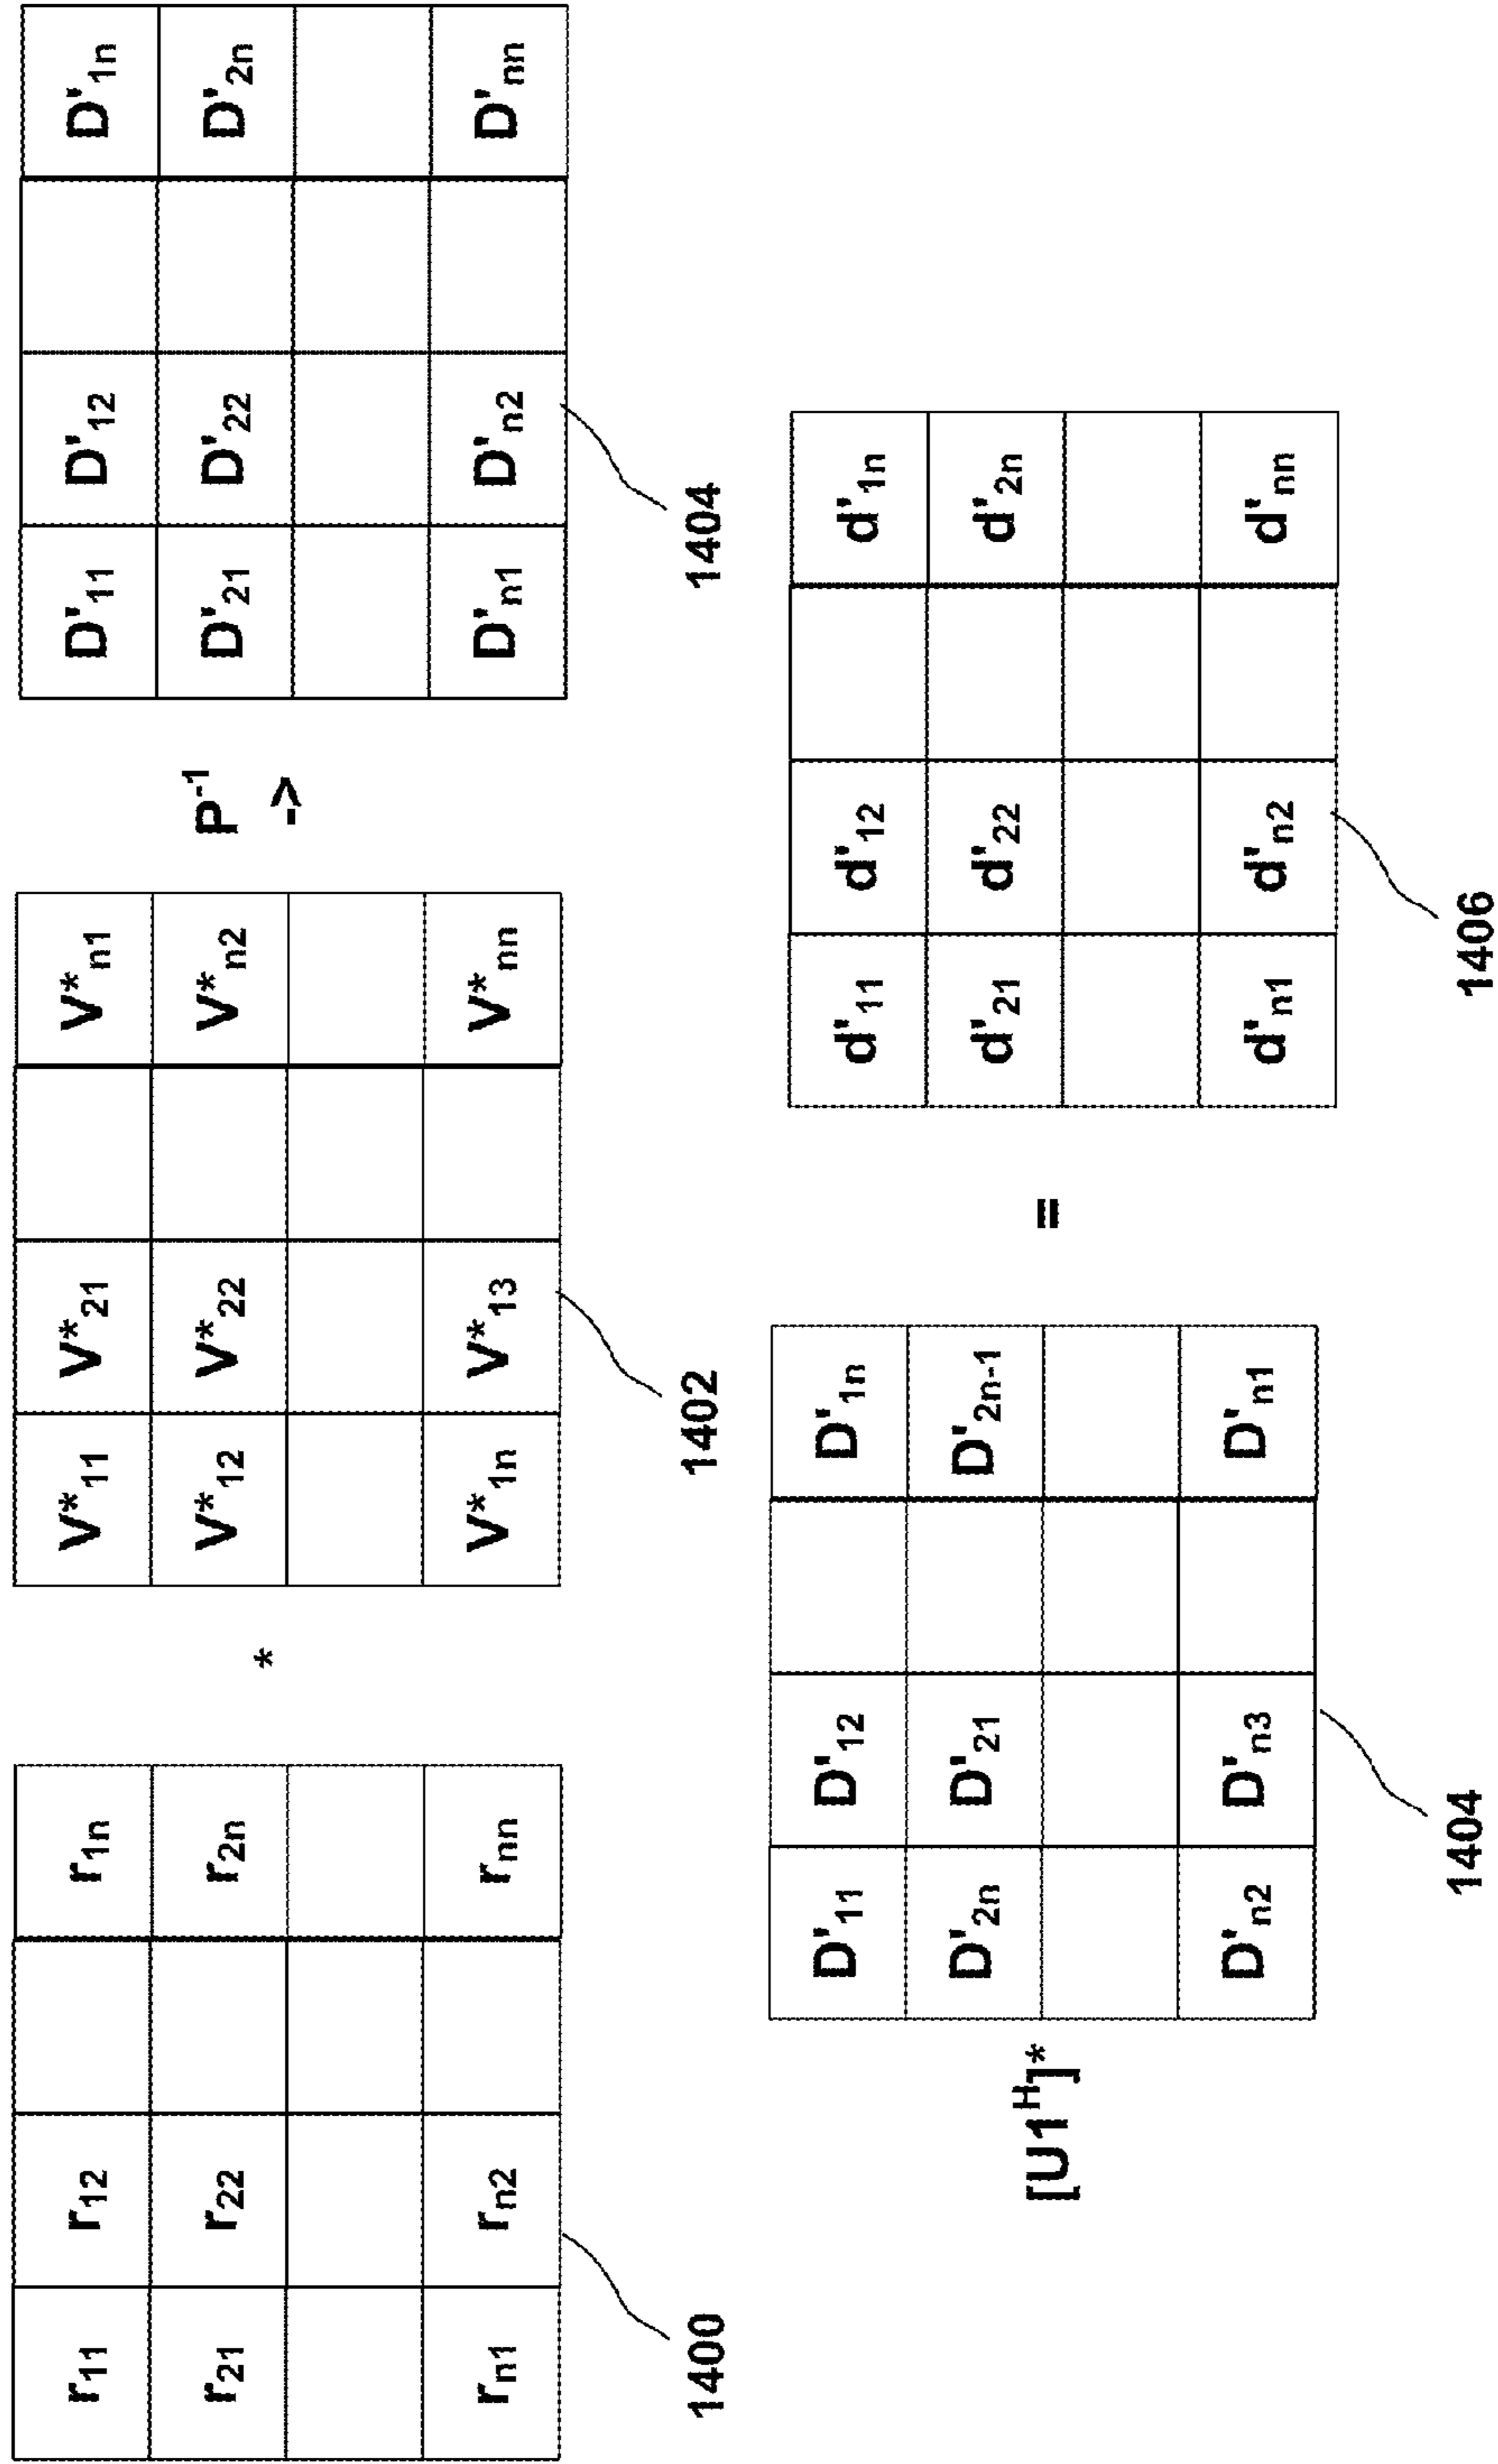 r11 r12 r1n
r21 r22 r2n
rn1 rn2 rnn
1400
*
V*11 V*21 V*n1
V*12 V*22 V*n2
V*1n V*13 V*nn
1402
P-1
->
D'11 D'12 D'1n
D'21 D'22 D'2n
D'n1 D'n2 D'nn
1404
[U1H]*
D'11 D'12 D'1n
D'2n D'21 D'2n-1
D'n2 D'n3 D'n1
1404
=
d'11 d'12 d'1n
d'21 d'22 d'2n
d'n1 d'n2 d'nn
1406